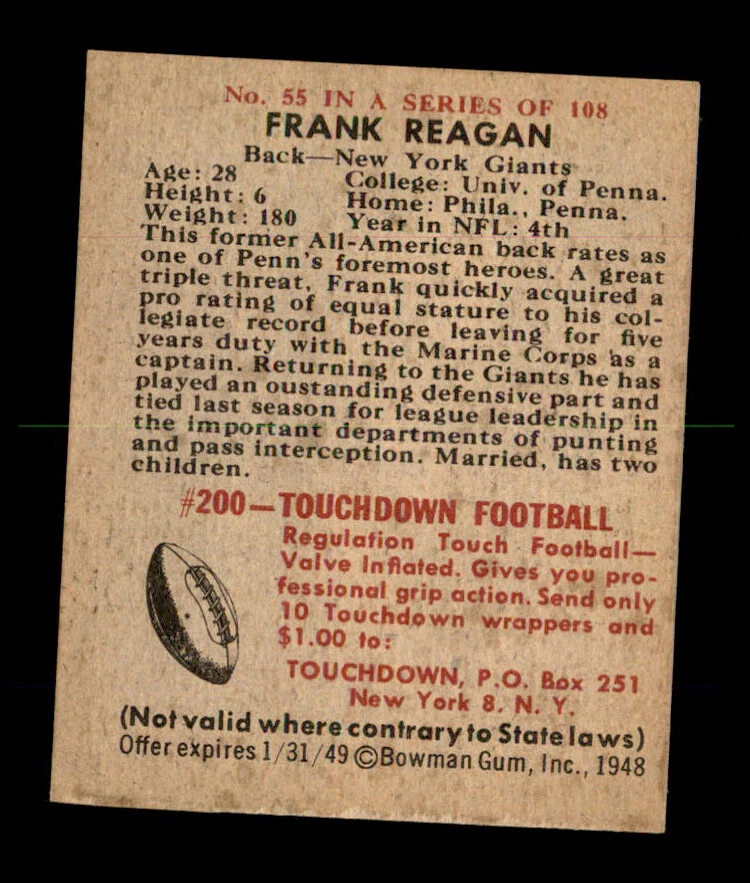 No. 55 IN A SERIES OF 108
FRANK REAGAN
Back—New York Giants
Age: 28
Height: 6
Weight: 180
College: Univ. of Penna.
Home: Phila., Penna.
Year in NFL: 4th
This former All-American back rates as
one of Penn's foremost heroes. A great
triple threat, Frank quickly acquired a
pro rating of equal stature to his col-
legiate record before leaving for five
years duty with the Marine Corps as a
captain. Returning to the Giants he has
played an oustanding defensive part and
tied last season for league leadership in
the important departments of punting
and pass interception. Married, has two
children.
#200—TOUCHDOWN FOOTBALL
Regulation Touch Football—
Valve Inflated. Gives you pro-
fessional grip action. Send only
10 Touchdown wrappers and
$1.00 to:
TOUCHDOWN, P.O. Box 251
New York 8, N. Y.
(Not valid where contrary to State laws)
Offer expires 1/31/49 ©Bowman Gum, Inc., 1948